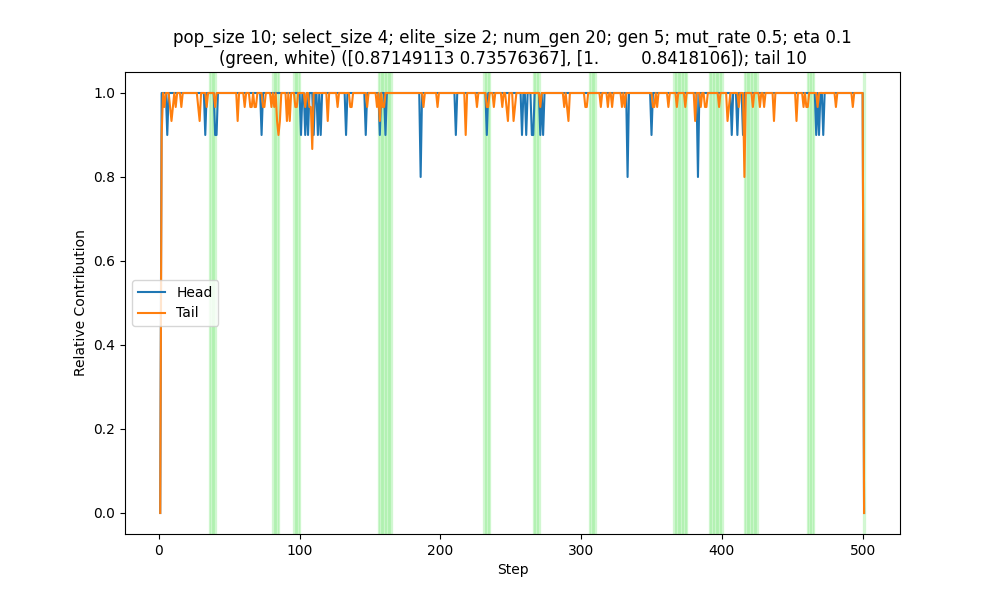 pop_size 10; select_size 4; elite_size 2; num_gen 20; gen 5; mut_rate 0.5; eta 0.1
(green, white) ([0.87149113 0.73576367], [1.        0.8418106]); tail 10
1.0
0.8
0.6
0.4
0.2
0.0
Relative Contribution
Head
Tail
0 100 200 300 400 500
Step